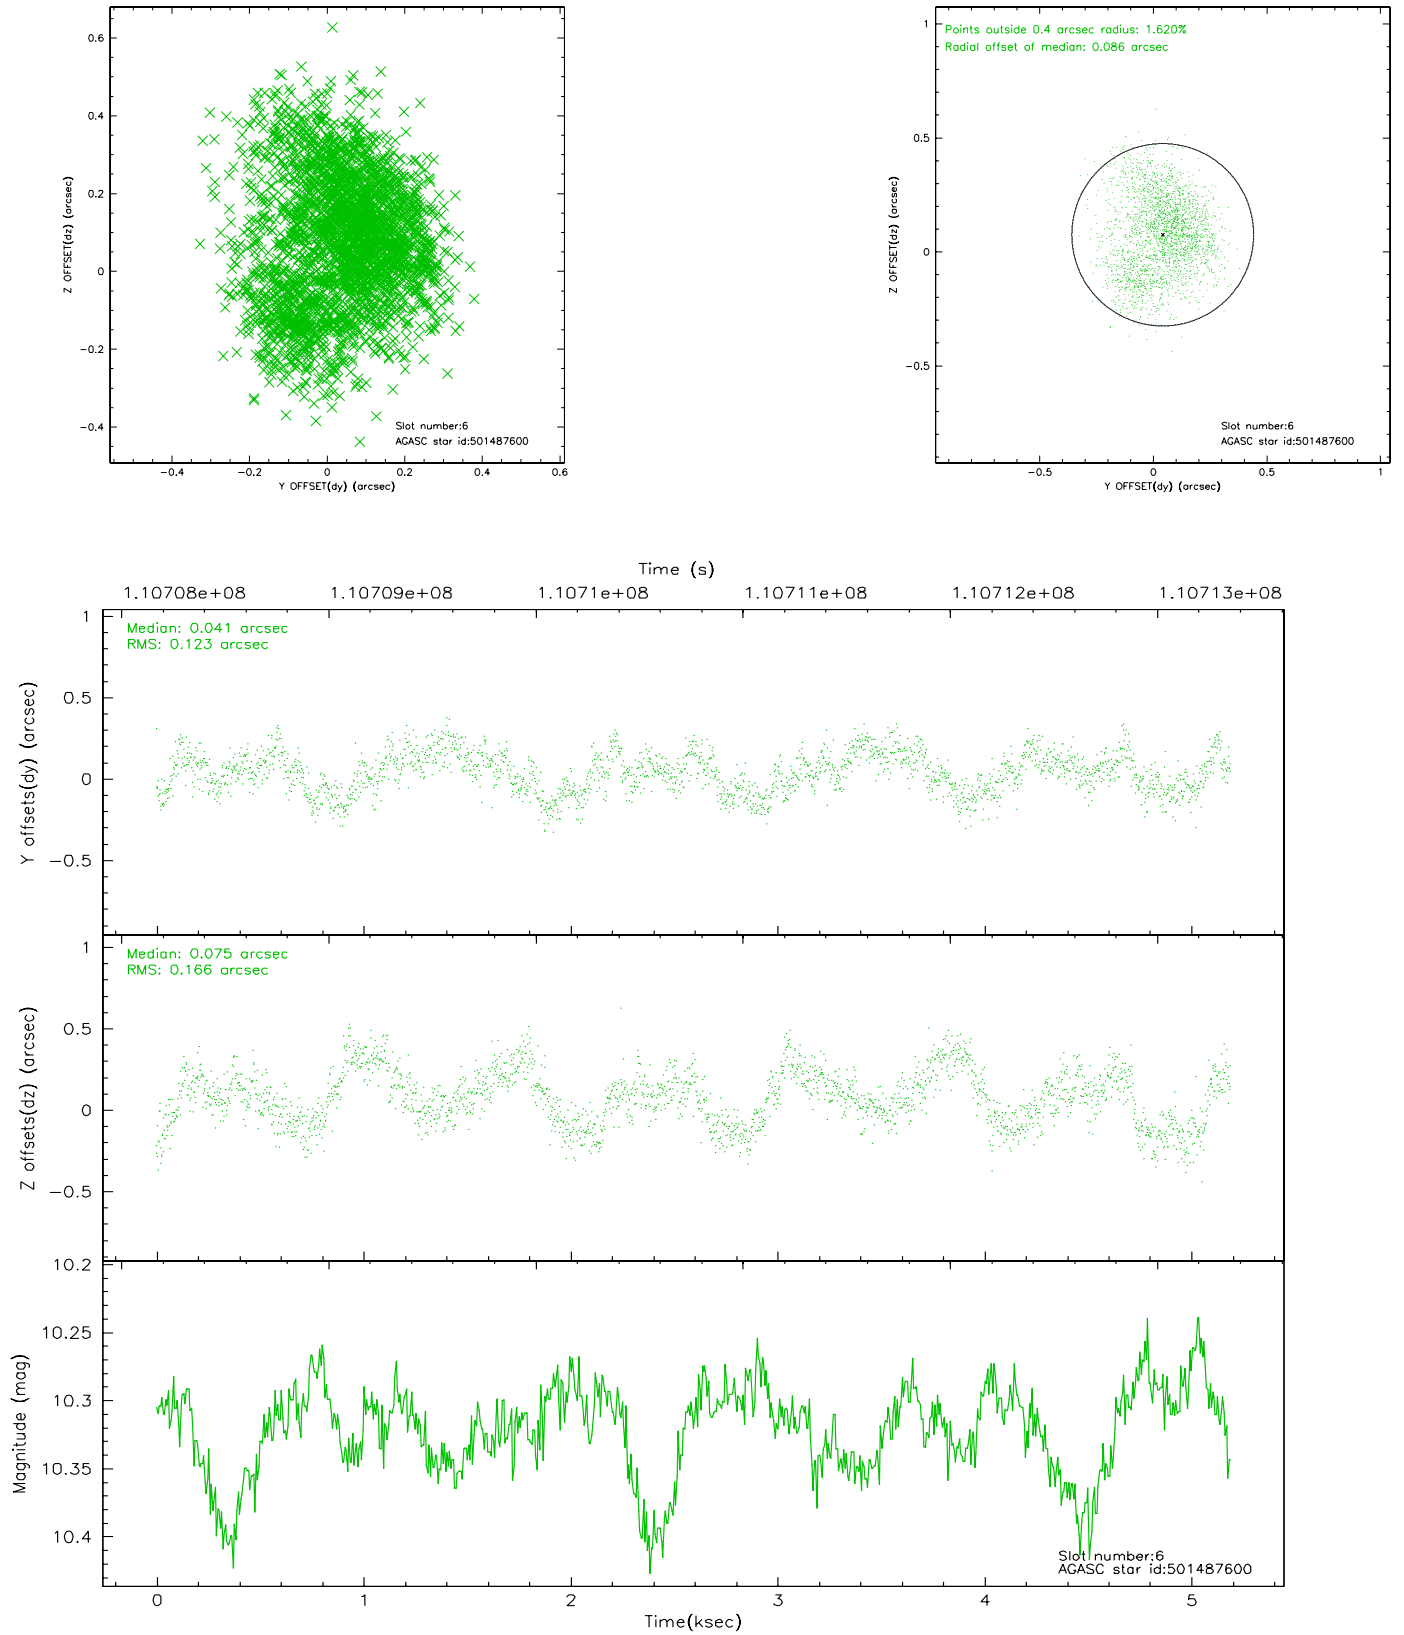 0.6
0.4
0.2
0
−0.2
−0.4
Z OFFSET(dz) (arcsec)
Slot number:6
AGASC star id:501487600
−0.4 −0.2 0 0.2 0.4 0.6
Y OFFSET(dy) (arcsec)
Points outside 0.4 arcsec radius: 1.620%
Radial offset of median: 0.086 arcsec
1
0.5
0
−0.5
Z OFFSET(dz) (arcsec)
Slot number:6
AGASC star id:501487600
−0.5 0 0.5 1
Y OFFSET(dy) (arcsec)
Time (s)
1.10708e+08 1.10709e+08 1.1071e+08 1.10711e+08 1.10712e+08 1.10713e+08
Median: 0.041 arcsec
RMS: 0.123 arcsec
1
0.5
0
−0.5
Y offsets(dy) (arcsec)
Median: 0.075 arcsec
RMS: 0.166 arcsec
1
0.5
0
−0.5
Z offsets(dz) (arcsec)
10.2
10.25
10.3
10.35
10.4
Magnitude (mag)
Slot number:6
AGASC star id:501487600
0 1 2 3 4 5
Time(ksec)